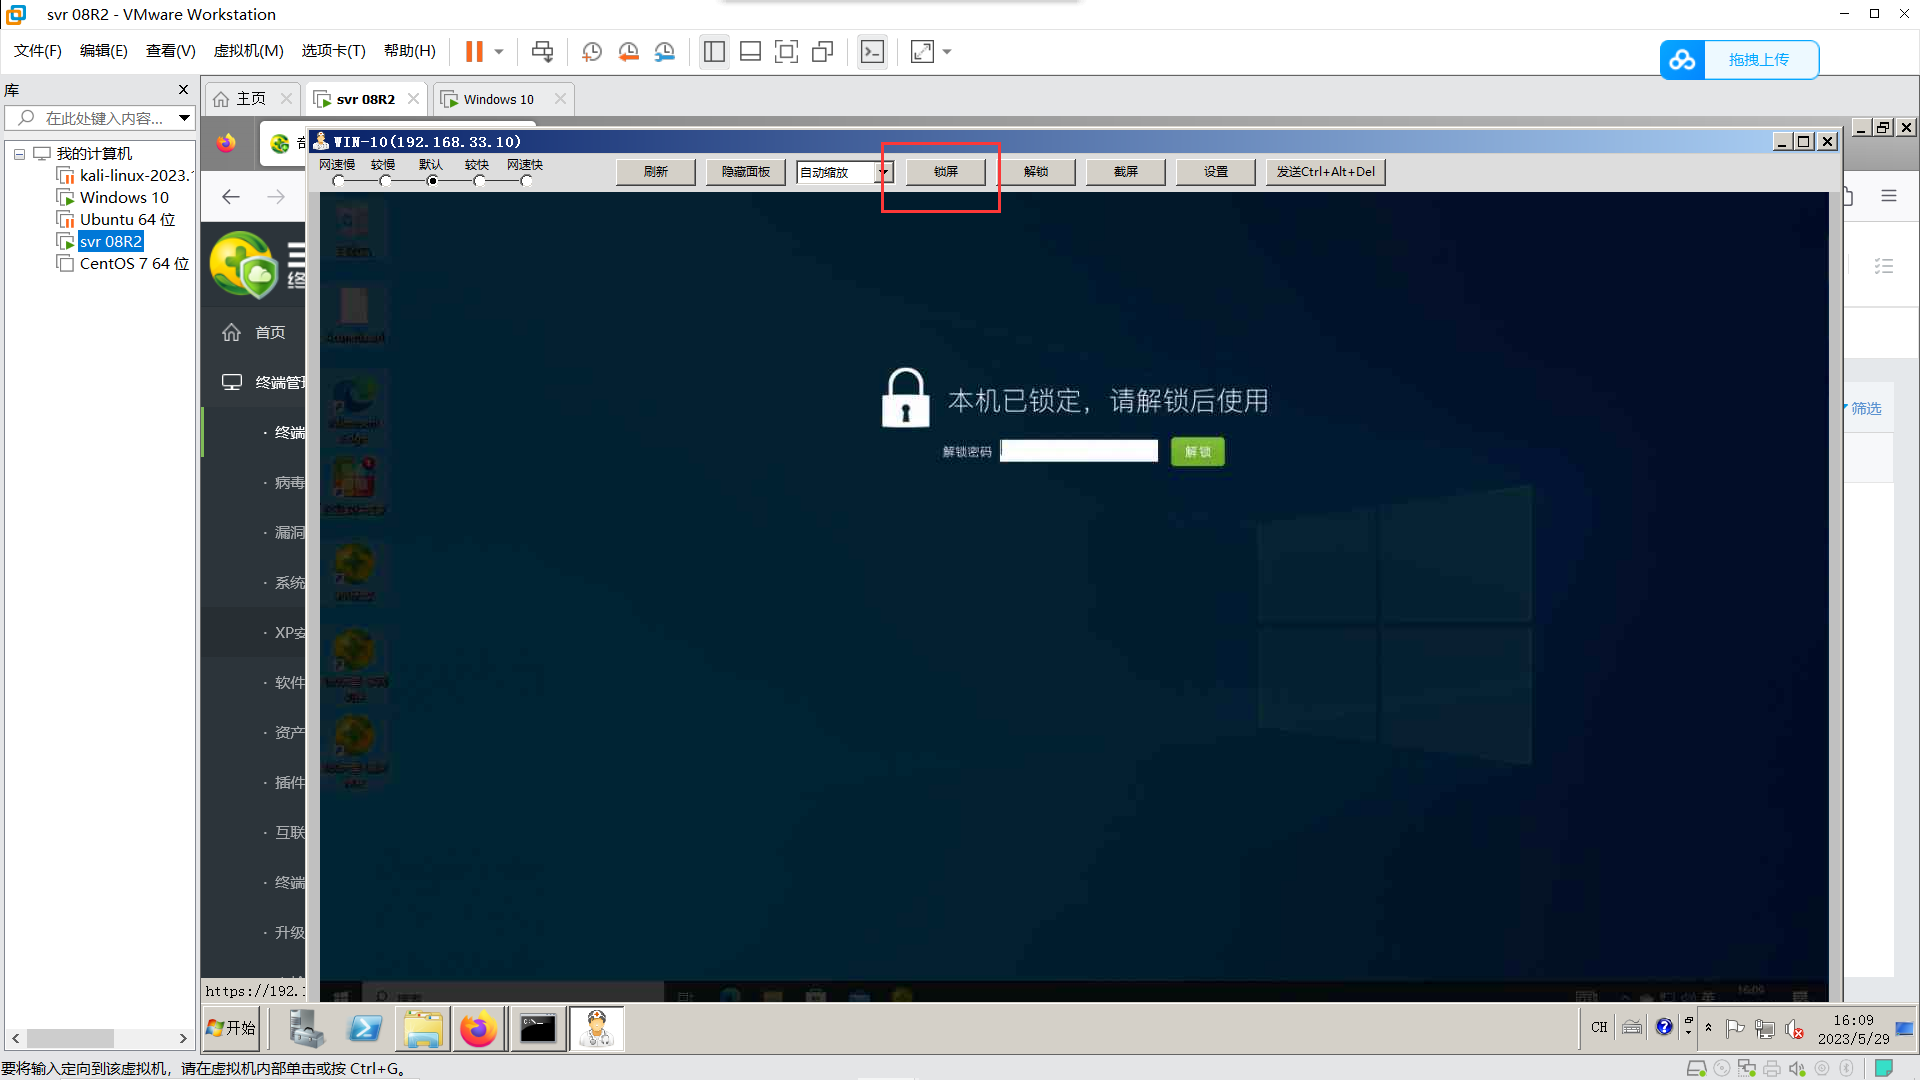 svr 08R2 - VMware Workstation
文件(F) 编辑(E) 查看(V) 虚拟机(M) 选项卡(T) 帮助(H)
拖拽上传
库
在此处键入内容...
我的计算机
kali-linux-2023.
Windows 10
Ubuntu 64 位
svr 08R2
CentOS 7 64 位
主页
svr 08R2
Windows 10
WIN-10(192.168.33.10)
网速慢 较慢 默认 较快 网速快
刷新 隐藏面板 自动缩放 锁屏 解锁 截屏 设置 发送Ctrl+Alt+Del
首页
终端管
· 终端
· 病毒
· 漏洞
· 系统
· XP安
· 软件
· 资产
· 插件
· 互联
· 终端
· 升级
https://192.
筛选
本机已锁定，请解锁后使用
解锁密码
解锁
Microsoft Edge
16:09
开始
CH
16:09
2023/5/29
要将输入定向到该虚拟机，请在虚拟机内部单击或按 Ctrl+G。